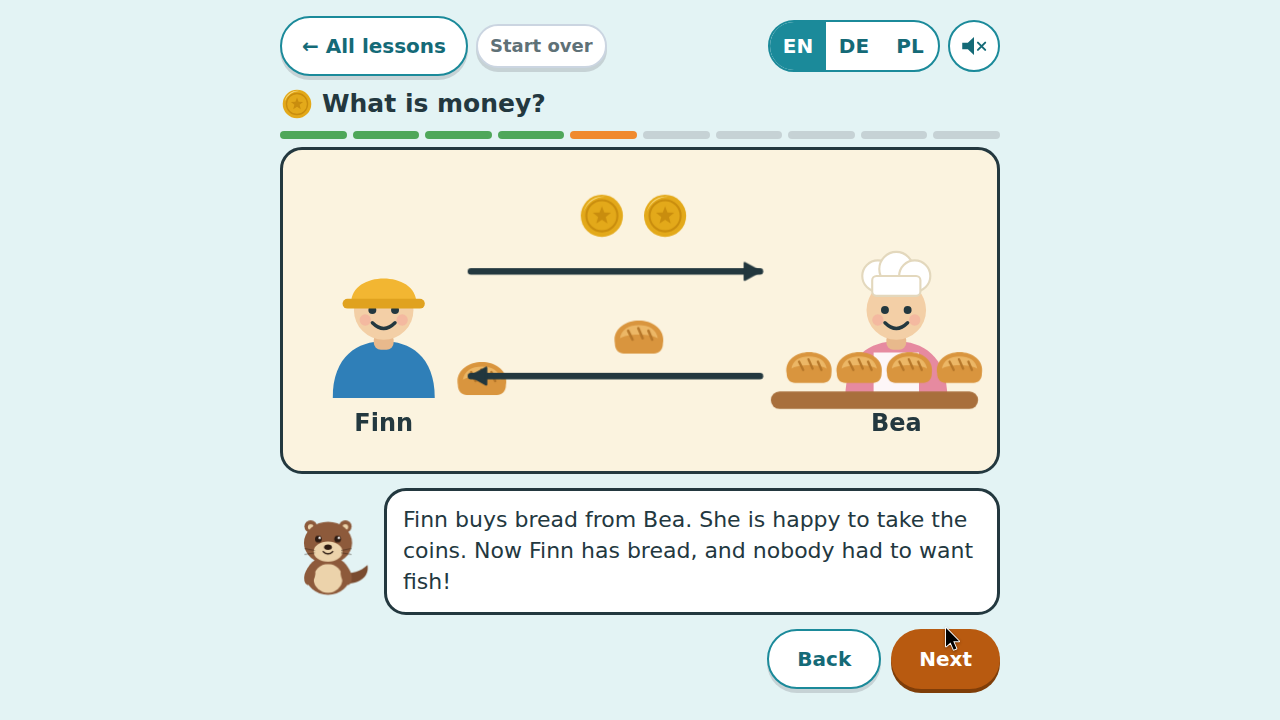 ← All lessons
Start over
EN DE PL
What is money?
Finn
Bea
Finn buys bread from Bea. She is happy to take the
coins. Now Finn has bread, and nobody had to want
fish!
Back
Next